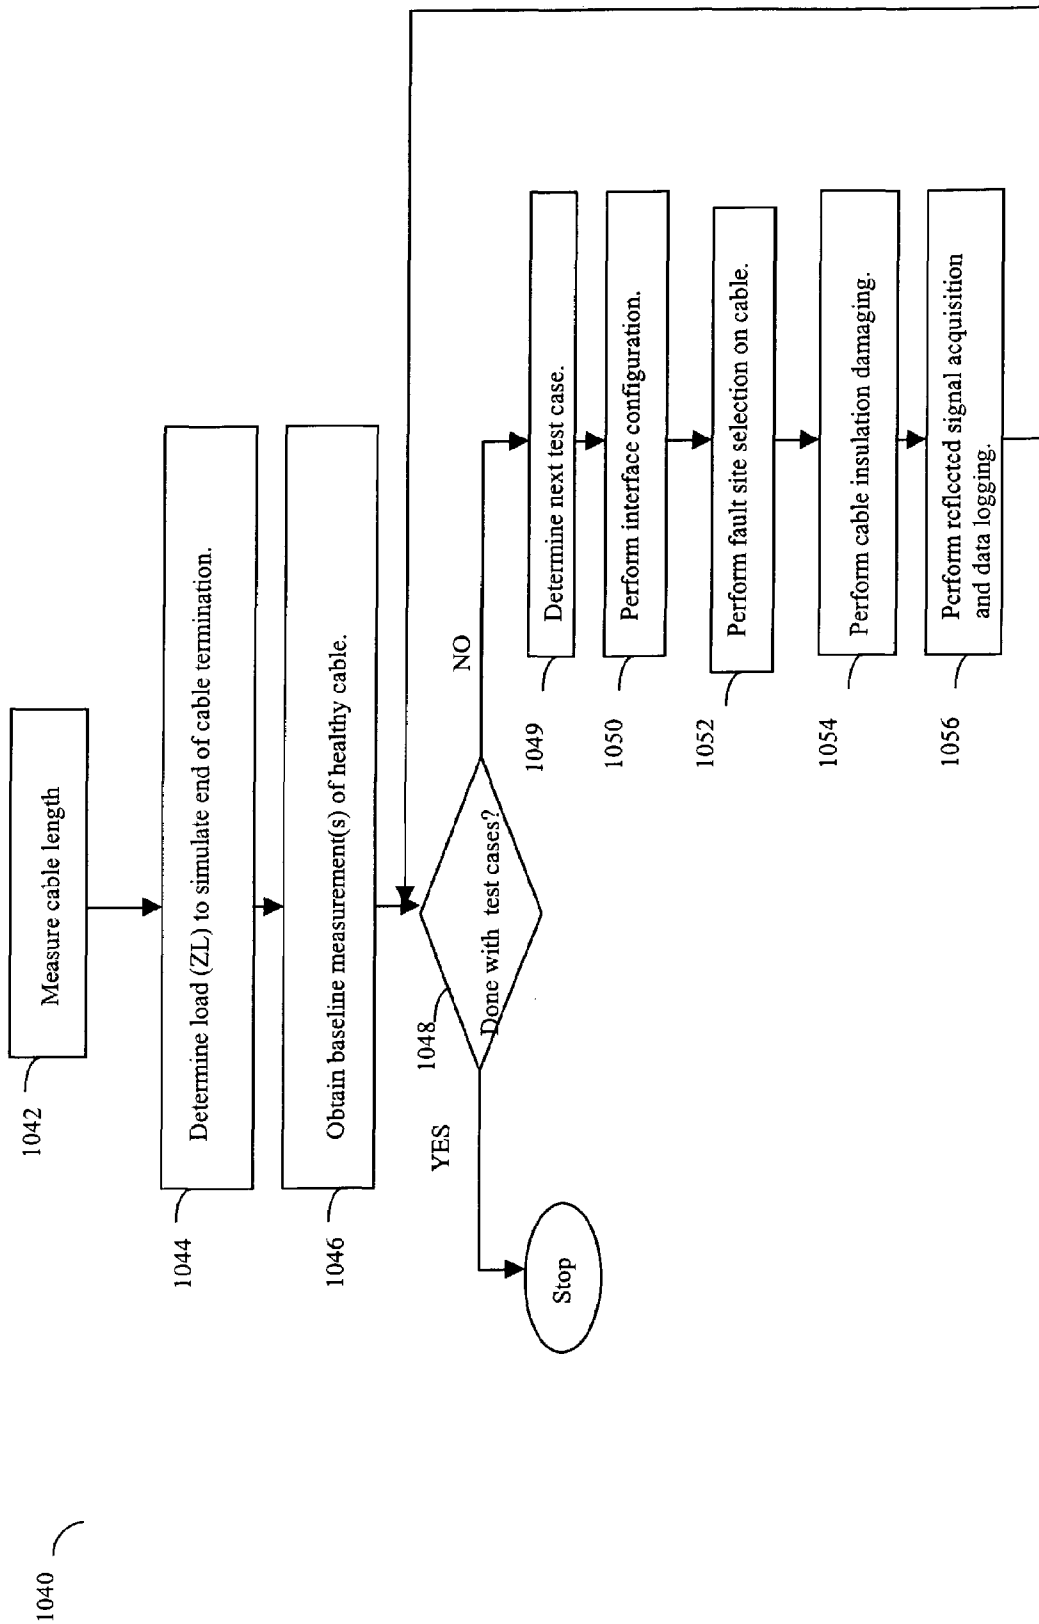 1040
1042
Measure cable length
1044
Determine load (ZL) to simulate end of cable termination.
1046
Obtain baseline measurement(s) of healthy cable.
1048
Done with test cases?
YES
NO
Stop
1049
Determine next test case.
1050
Perform interface configuration.
1052
Perform fault site selection on cable.
1054
Perform cable insulation damaging.
1056
Perform reflected signal acquisition
and data logging.